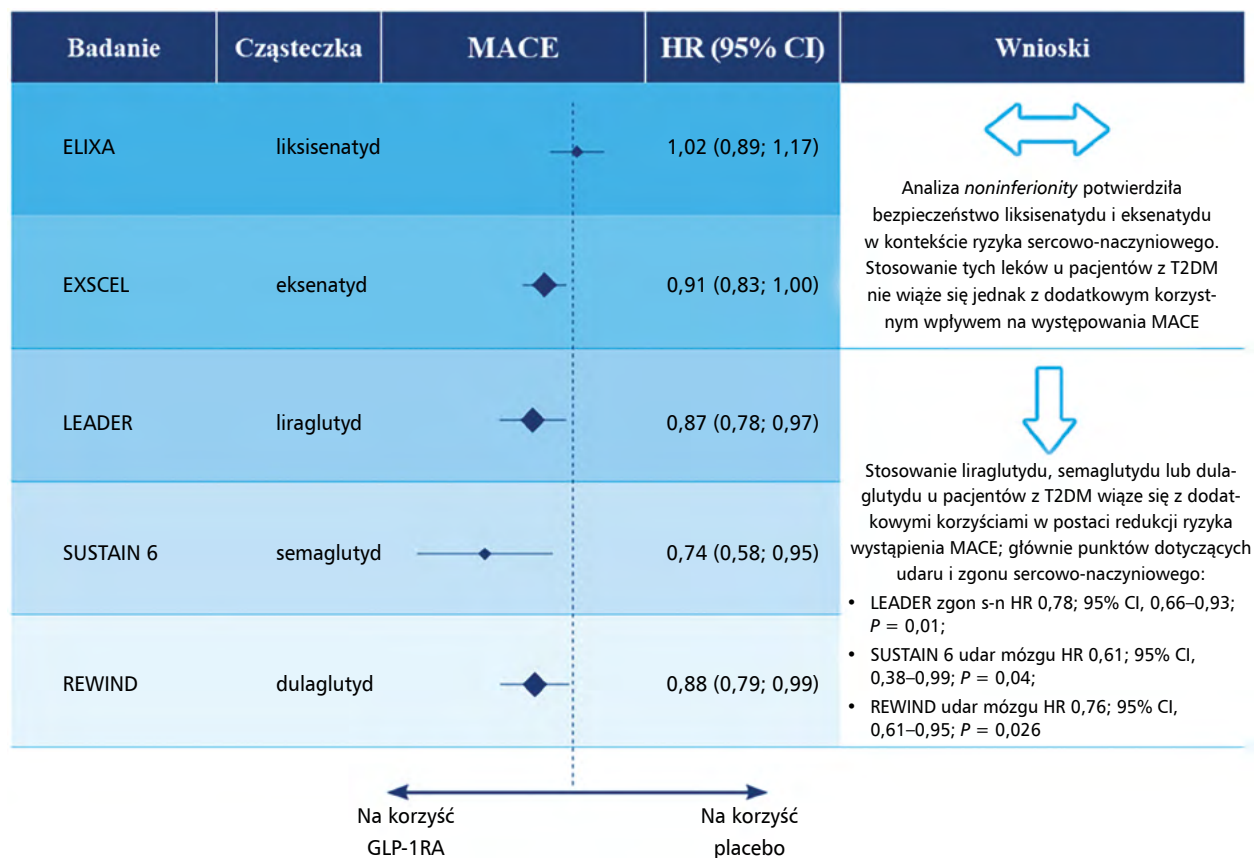 Badanie Cząsteczka MACE HR (95% CI) Wnioski
ELIXA liksisenatyd 1,02 (0,89; 1,17)
EXSCEL eksenatyd 0,91 (0,83; 1,00)
Analiza noninferionity potwierdziła
bezpieczeństwo liksisenatydu i eksenatydu
w kontekście ryzyka sercowo-naczyniowego.
Stosowanie tych leków u pacjentów z T2DM
nie wiąże się jednak z dodatkowym korzyst-
nym wpływem na występowania MACE
LEADER liraglutyd 0,87 (0,78; 0,97)
SUSTAIN 6 semaglutyd 0,74 (0,58; 0,95)
REWIND dulaglutyd 0,88 (0,79; 0,99)
Stosowanie liraglutydu, semaglutydu lub dula-
glutydu u pacjentów z T2DM wiąze się z dodat-
kowymi korzyściami w postaci redukcji ryzyka
wystąpienia MACE; głównie punktów dotyczących
udaru i zgonu sercowo-naczyniowego:
• LEADER zgon s-n HR 0,78; 95% CI, 0,66–0,93;
P = 0,01;
• SUSTAIN 6 udar mózgu HR 0,61; 95% CI,
0,38–0,99; P = 0,04;
• REWIND udar mózgu HR 0,76; 95% CI,
0,61–0,95; P = 0,026
Na korzyść
GLP-1RA
Na korzyść
placebo